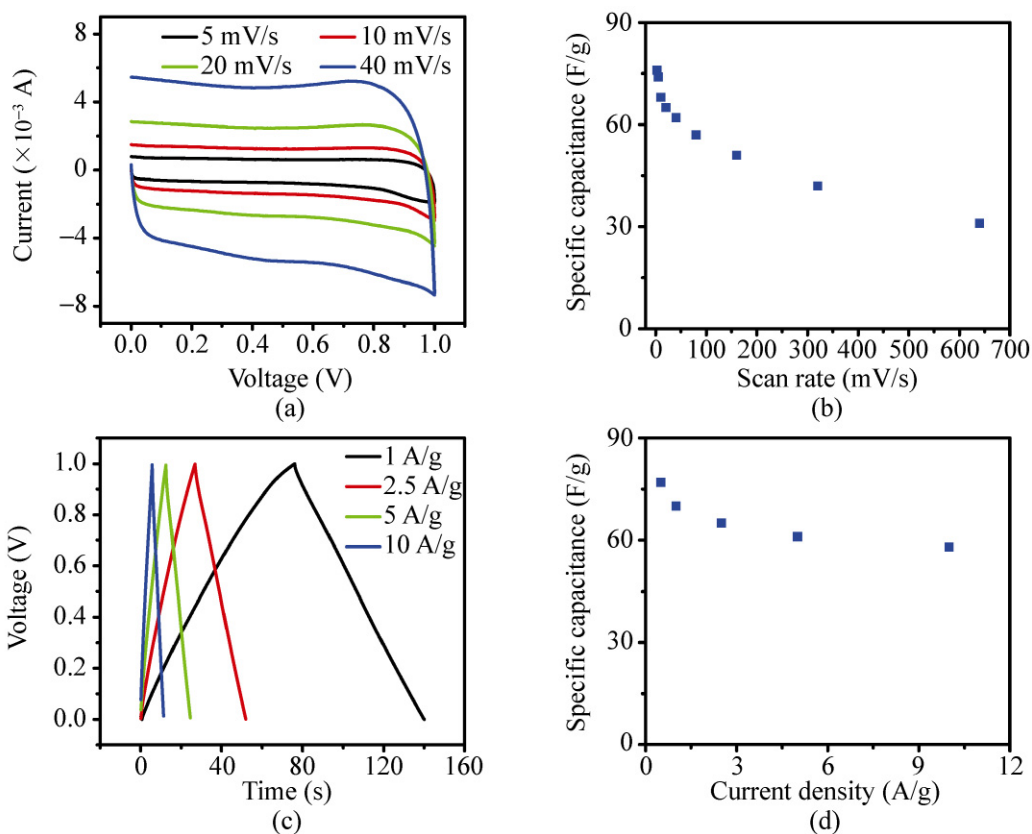 5 mV/s 10 mV/s
20 mV/s 40 mV/s
8
4
0
−4
−8
Current (×10⁻³ A)
0.0 0.2 0.4 0.6 0.8 1.0
Voltage (V)
(a)
90
60
30
0
Specific capacitance (F/g)
0 100 200 300 400 500 600 700
Scan rate (mV/s)
(b)
1 A/g
2.5 A/g
5 A/g
10 A/g
1.0
0.8
0.6
0.4
0.2
0.0
Voltage (V)
0 40 80 120 160
Time (s)
(c)
90
60
30
0
Specific capacitance (F/g)
0 3 6 9 12
Current density (A/g)
(d)